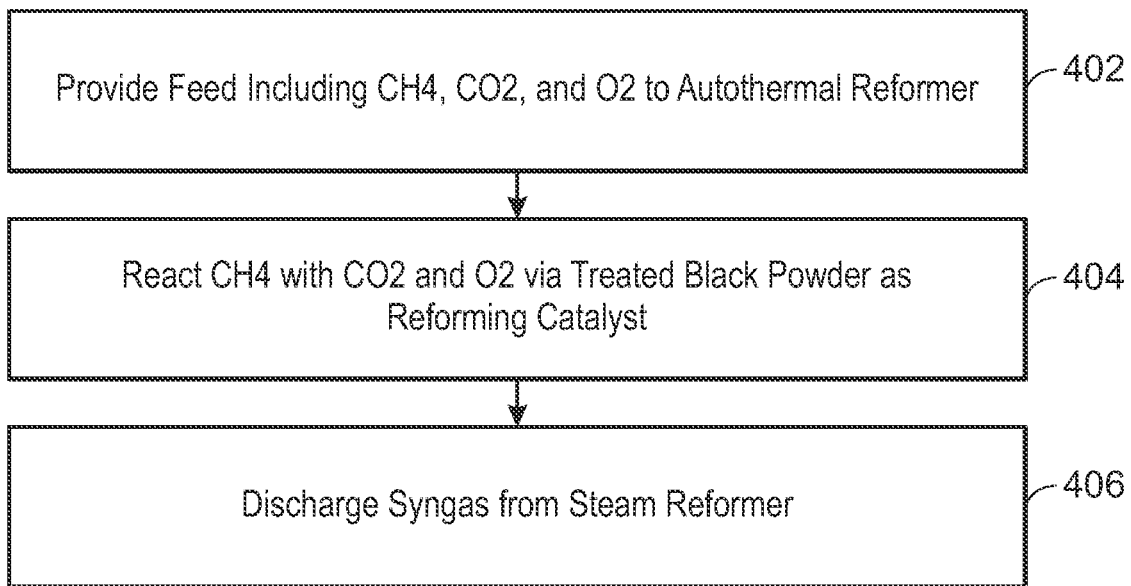 Provide Feed Including CH4, CO2, and O2 to Autothermal Reformer
402
React CH4 with CO2 and O2 via Treated Black Powder as
Reforming Catalyst
404
Discharge Syngas from Steam Reformer
406